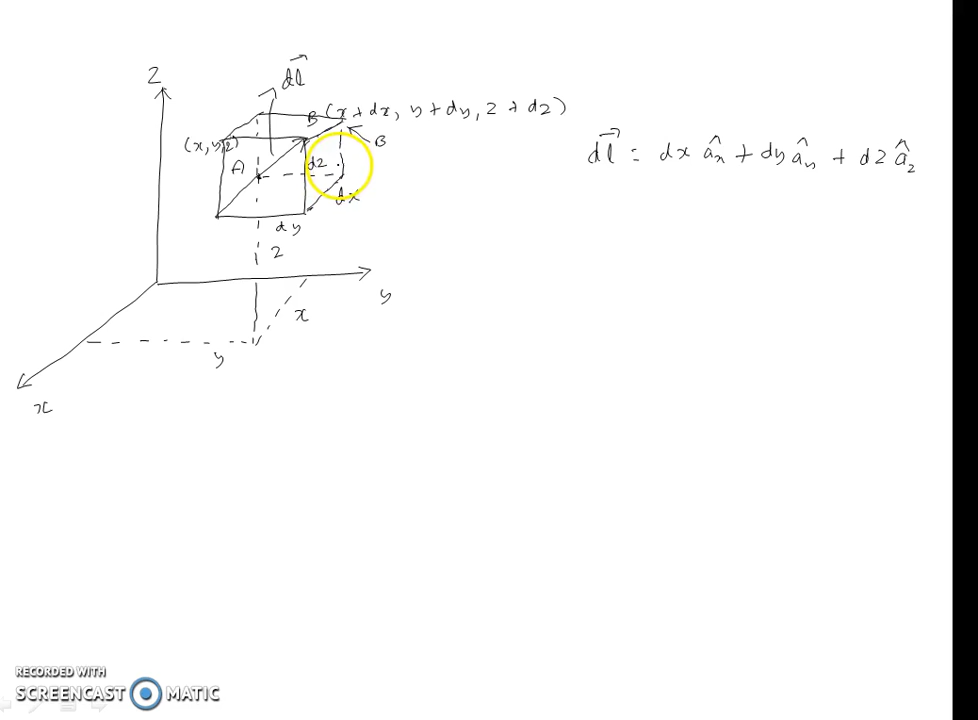 z
dl
B (x + dx, y + dy, z + dz)
(x, y, z)
B
dl = dx âx + dy ây + dz âz
A
dz
dx
dy
z
y
x
y
x
RECORDED WITH
SCREENCAST MATIC